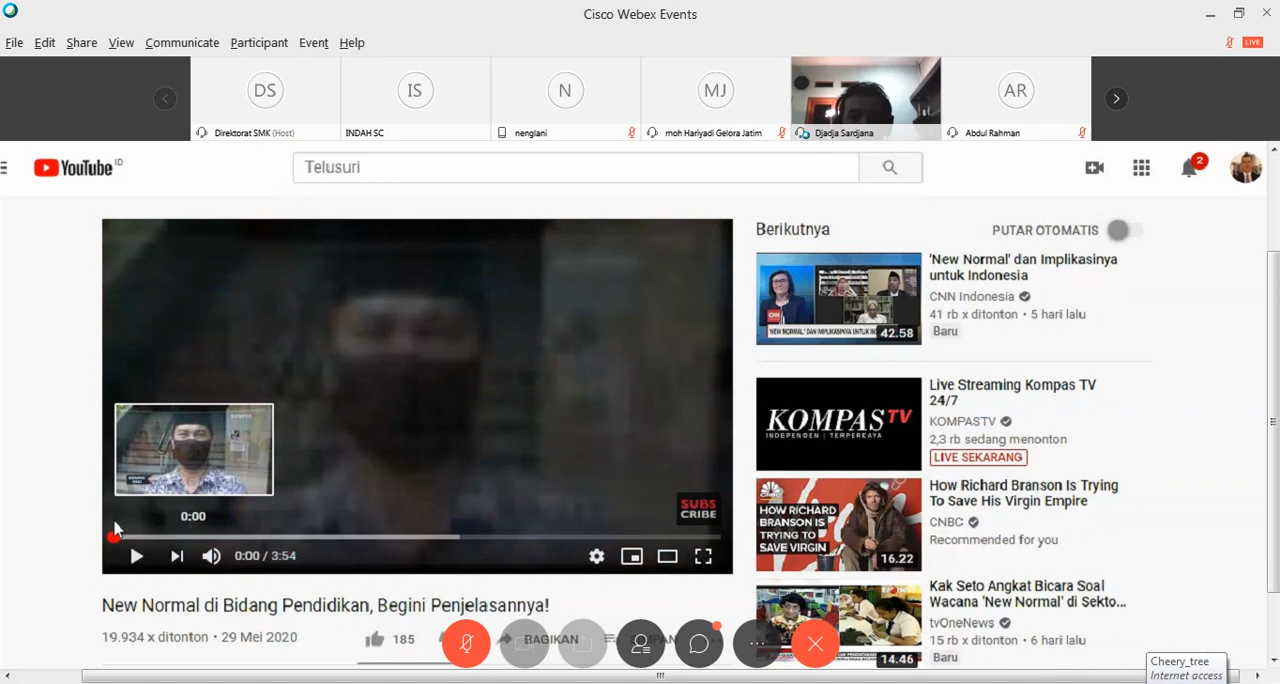 Cisco Webex Events
File Edit Share View Communicate Participant Event Help
LIVE
DS
IS
N
MJ
AR
Direktorat SMK (Host)
INDAH SC
nenglani
moh Hariyadi Gelora Jatim
Djadja Sardjana
Abdul Rahman
YouTube ID
Telusuri
2
Berikutnya
PUTAR OTOMATIS
'New Normal' dan Implikasinya
untuk Indonesia
CNN Indonesia
41 rb x ditonton • 5 hari lalu
Baru
CNN
42.58
Live Streaming Kompas TV
24/7
KOMPASTV
2,3 rb sedang menonton
LIVE SEKARANG
KOMPAS TV
INDEPENDEN | TERPERCAYA
How Richard Branson Is Trying
To Save His Virgin Empire
CNBC
Recommended for you
CNBC
HOW RICHARD
BRANSON IS
TRYING TO
SAVE VIRGIN
16.22
Kak Seto Angkat Bicara Soal
Wacana 'New Normal' di Sekto...
tvOneNews
15 rb x ditonton • 6 hari lalu
Baru
14.46
SUBS
CRIBE
0:00
0:00 / 3:54
New Normal di Bidang Pendidikan, Begini Penjelasannya!
19.934 x ditonton • 29 Mei 2020
185
BAGIKAN
SIMPAN
Cheery_tree
Internet access